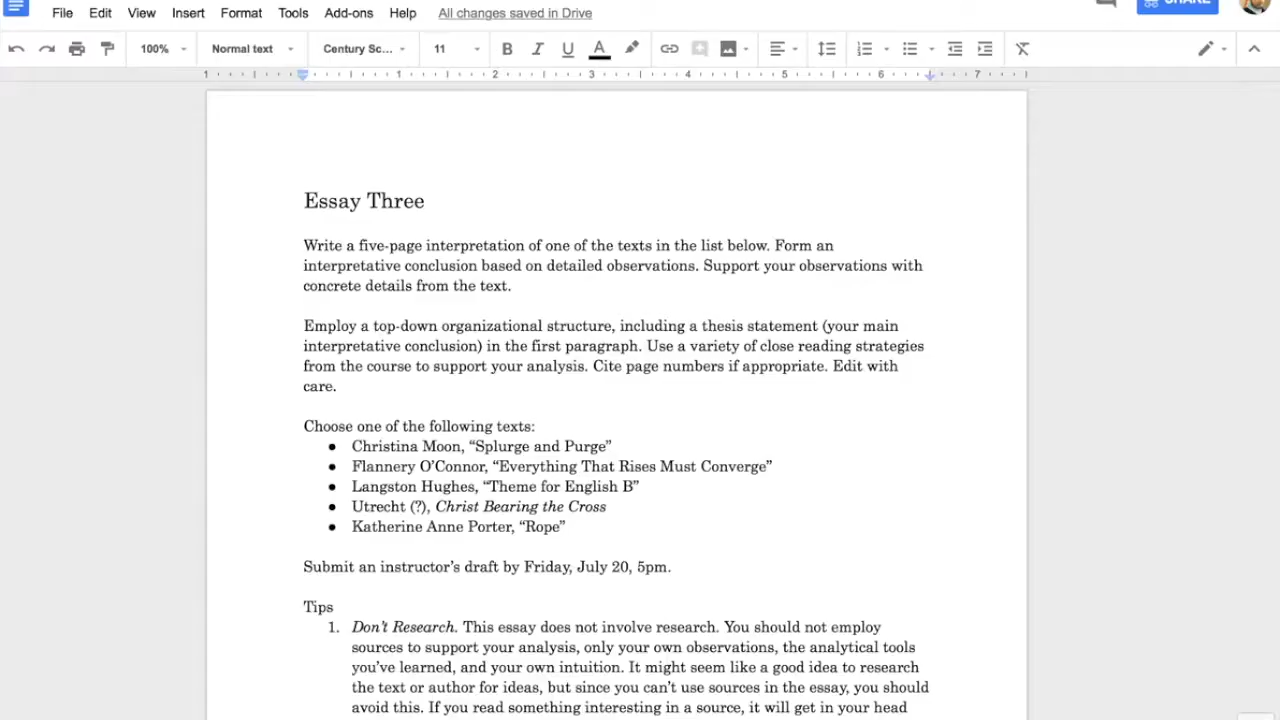 File Edit View Insert Format Tools Add-ons Help All changes saved in Drive
SHARE
100% Normal text Century Sc... 11 B I U A
1 1 2 3 4 5 6 7
Essay Three
Write a five-page interpretation of one of the texts in the list below. Form an
interpretative conclusion based on detailed observations. Support your observations with
concrete details from the text.
Employ a top-down organizational structure, including a thesis statement (your main
interpretative conclusion) in the first paragraph. Use a variety of close reading strategies
from the course to support your analysis. Cite page numbers if appropriate. Edit with
care.
Choose one of the following texts:
● Christina Moon, “Splurge and Purge”
● Flannery O’Connor, “Everything That Rises Must Converge”
● Langston Hughes, “Theme for English B”
● Utrecht (?), Christ Bearing the Cross
● Katherine Anne Porter, “Rope”
Submit an instructor’s draft by Friday, July 20, 5pm.
Tips
1. Don’t Research. This essay does not involve research. You should not employ
sources to support your analysis, only your own observations, the analytical tools
you’ve learned, and your own intuition. It might seem like a good idea to research
the text or author for ideas, but since you can’t use sources in the essay, you should
avoid this. If you read something interesting in a source, it will get in your head